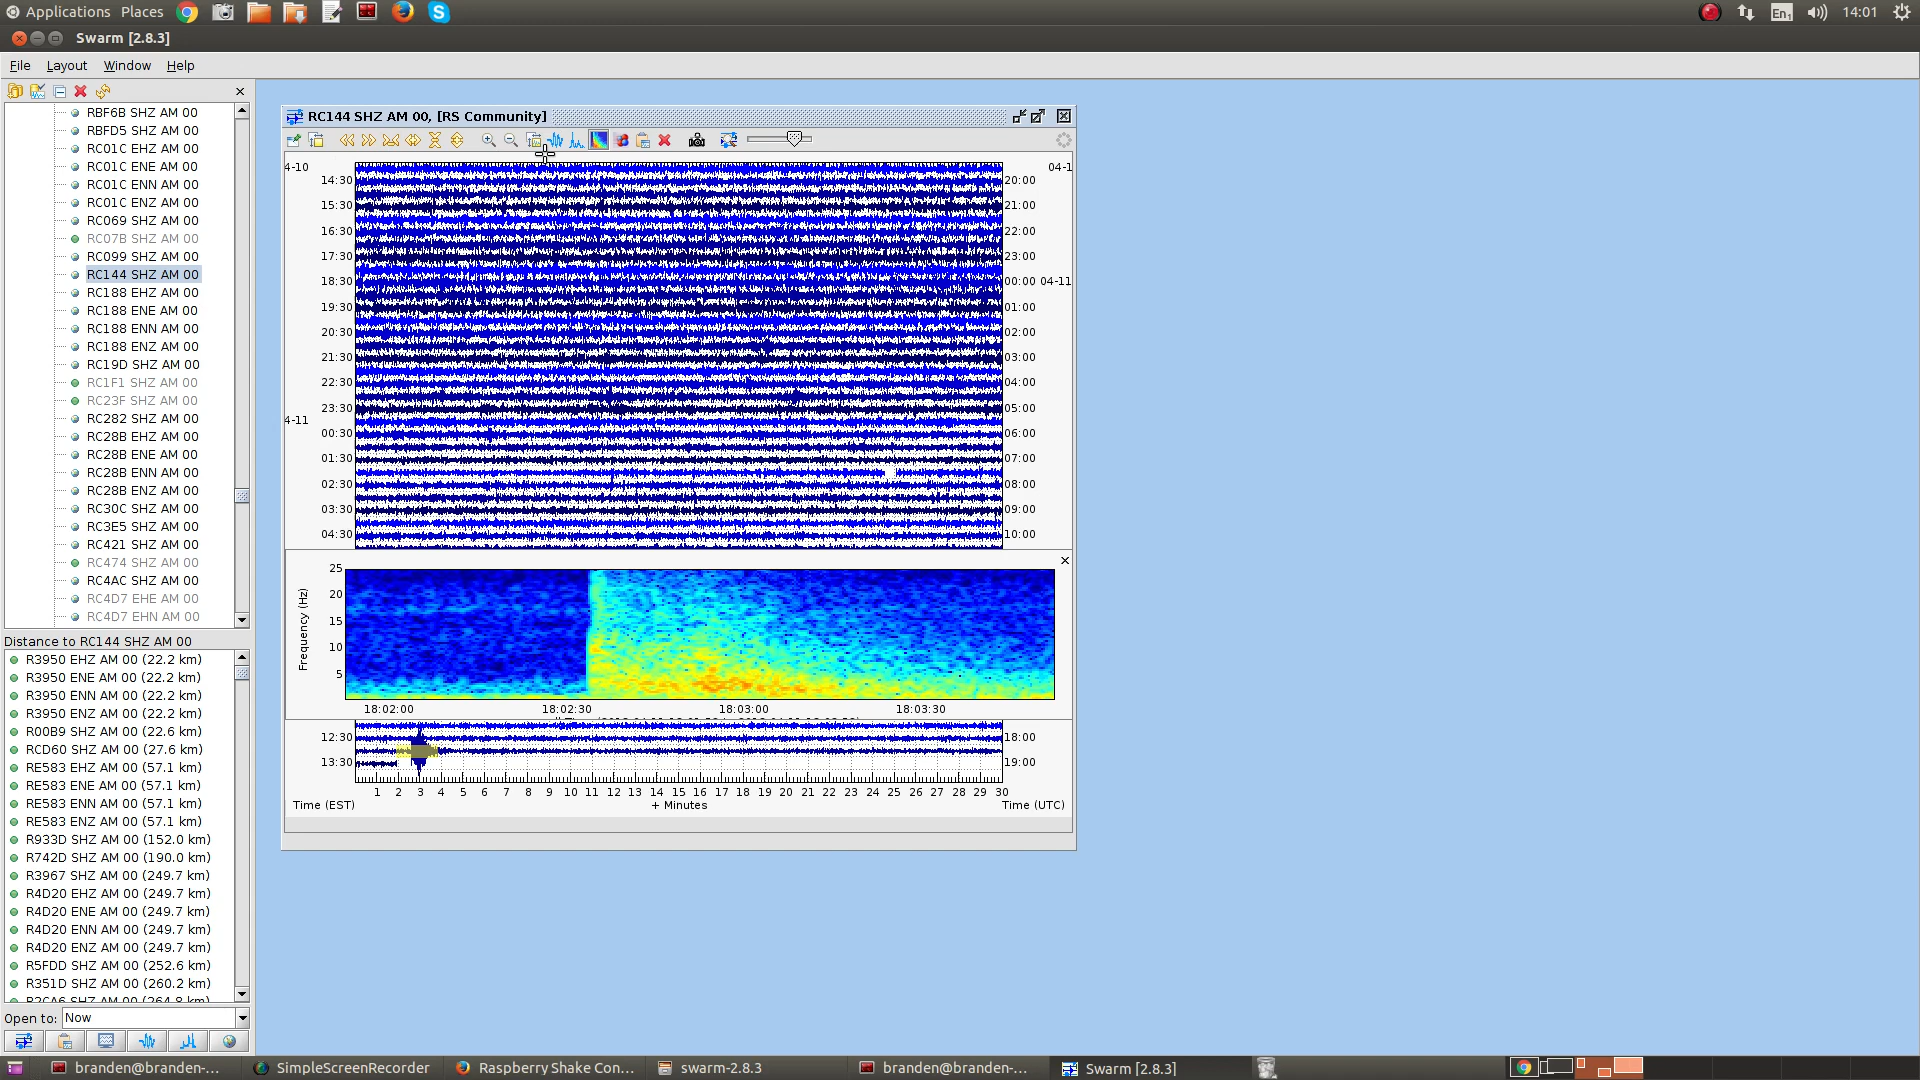 Applications Places En1 14:01
Swarm [2.8.3]
File Layout Window Help
RBF6B SHZ AM 00
RBFD5 SHZ AM 00
RC01C EHZ AM 00
RC01C ENE AM 00
RC01C ENN AM 00
RC01C ENZ AM 00
RC069 SHZ AM 00
RC07B SHZ AM 00
RC099 SHZ AM 00
RC144 SHZ AM 00
RC188 EHZ AM 00
RC188 ENE AM 00
RC188 ENN AM 00
RC188 ENZ AM 00
RC19D SHZ AM 00
RC1F1 SHZ AM 00
RC23F SHZ AM 00
RC282 SHZ AM 00
RC28B EHZ AM 00
RC28B ENE AM 00
RC28B ENN AM 00
RC28B ENZ AM 00
RC30C SHZ AM 00
RC3E5 SHZ AM 00
RC421 SHZ AM 00
RC474 SHZ AM 00
RC4AC SHZ AM 00
RC4D7 EHE AM 00
RC4D7 EHN AM 00
Distance to RC144 SHZ AM 00
R3950 EHZ AM 00 (22.2 km)
R3950 ENE AM 00 (22.2 km)
R3950 ENN AM 00 (22.2 km)
R3950 ENZ AM 00 (22.2 km)
R00B9 SHZ AM 00 (22.6 km)
RCD60 SHZ AM 00 (27.6 km)
RE583 EHZ AM 00 (57.1 km)
RE583 ENE AM 00 (57.1 km)
RE583 ENN AM 00 (57.1 km)
RE583 ENZ AM 00 (57.1 km)
R933D SHZ AM 00 (152.0 km)
R742D SHZ AM 00 (190.0 km)
R3967 SHZ AM 00 (249.7 km)
R4D20 EHZ AM 00 (249.7 km)
R4D20 ENE AM 00 (249.7 km)
R4D20 ENN AM 00 (249.7 km)
R4D20 ENZ AM 00 (249.7 km)
R5FDD SHZ AM 00 (252.6 km)
R351D SHZ AM 00 (260.2 km)
R2CA6 SHZ AM 00 (264.8 km)
Open to: Now
RC144 SHZ AM 00, [RS Community]
4-10 04-1
14:30 20:00
15:30 21:00
16:30 22:00
17:30 23:00
18:30 00:00 04-11
19:30 01:00
20:30 02:00
21:30 03:00
22:30 04:00
23:30 05:00
4-11
00:30 06:00
01:30 07:00
02:30 08:00
03:30 09:00
04:30 10:00
25
20
15
10
5
Frequency (Hz)
18:02:00 18:02:30 18:03:00 18:03:30
12:30 18:00
13:30 19:00
1 2 3 4 5 6 7 8 9 10 11 12 13 14 15 16 17 18 19 20 21 22 23 24 25 26 27 28 29 30
Time (EST) + Minutes Time (UTC)
branden@branden-... SimpleScreenRecorder Raspberry Shake Con... swarm-2.8.3 branden@branden-... Swarm [2.8.3]